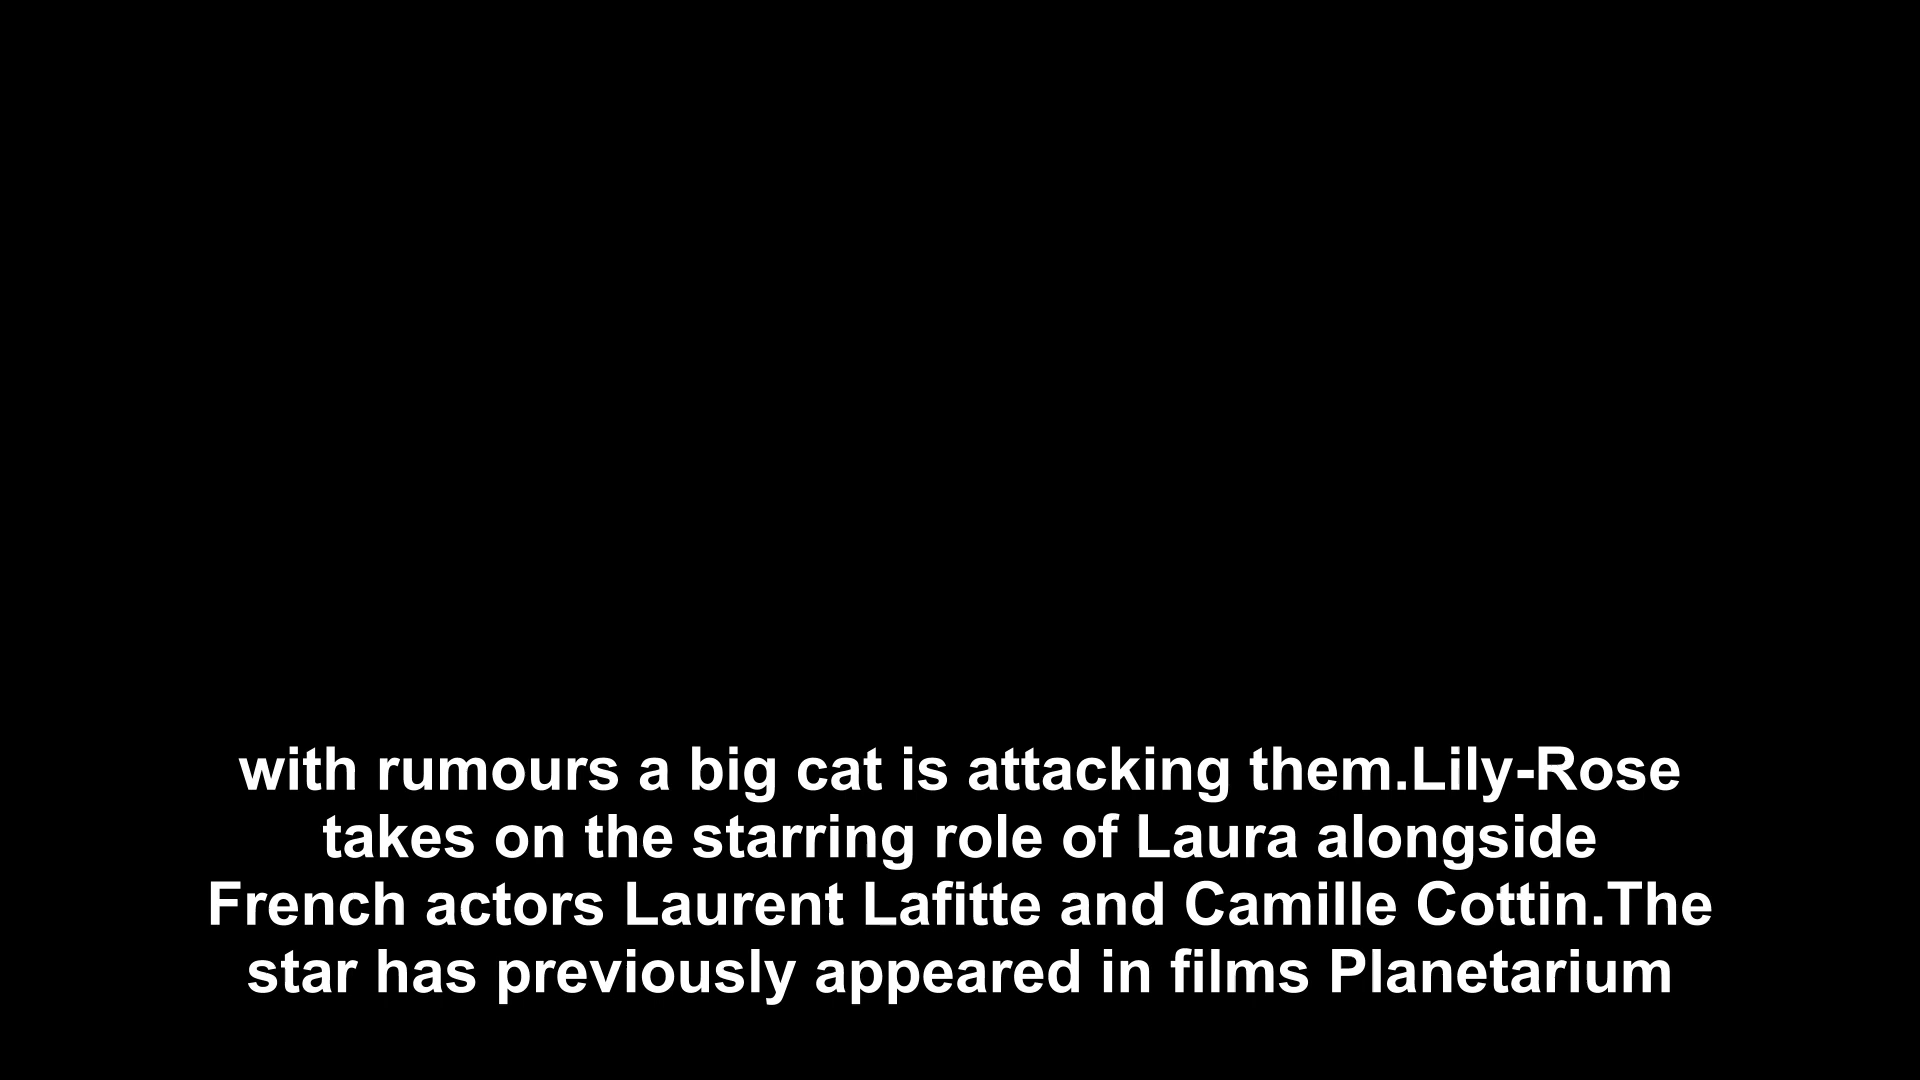 with rumours a big cat is attacking them.Lily-Rose
takes on the starring role of Laura alongside
French actors Laurent Lafitte and Camille Cottin.The
star has previously appeared in films Planetarium